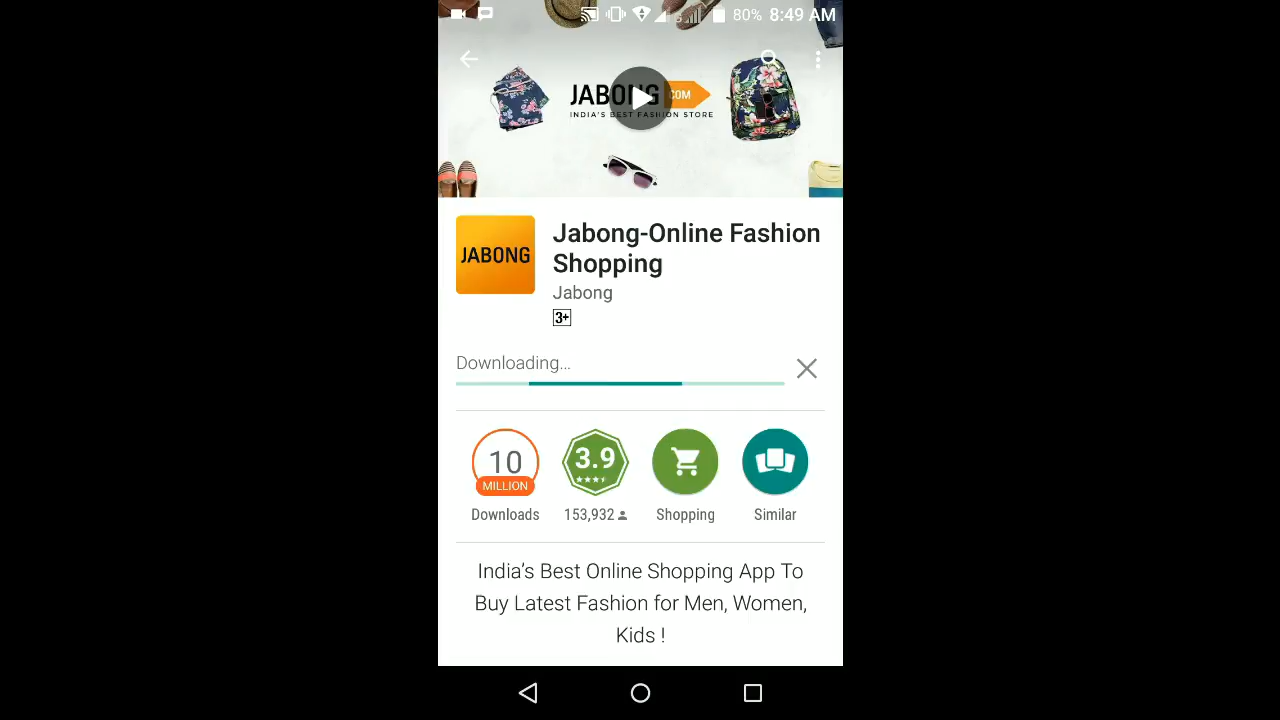 80% 8:49 AM
JABONG COM
INDIA'S BEST FASHION STORE
JABONG
Jabong-Online Fashion
Shopping
Jabong
3+
Downloading...
10
MILLION
3.9
Downloads
153,932
Shopping
Similar
India's Best Online Shopping App To
Buy Latest Fashion for Men, Women,
Kids !